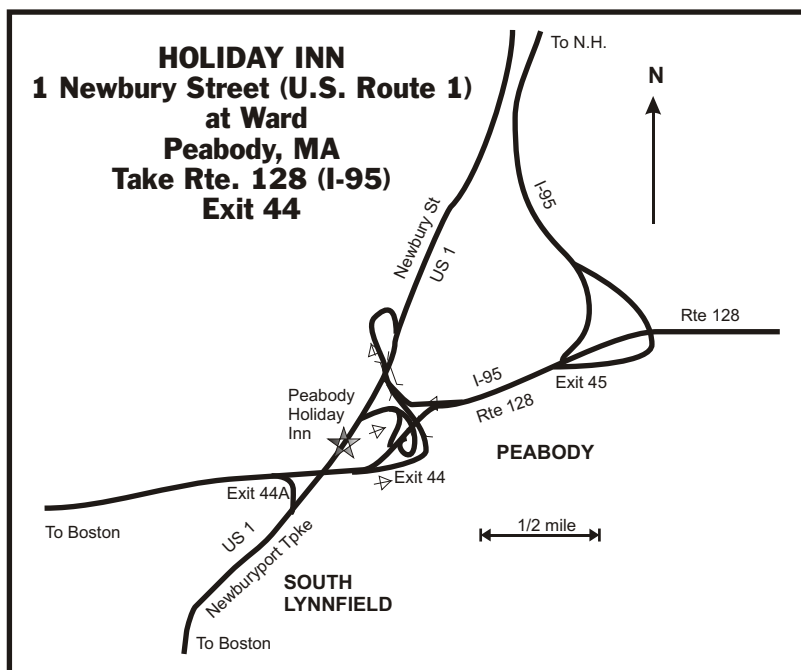 HOLIDAY INN
1 Newbury Street (U.S. Route 1)
at Ward
Peabody, MA
Take Rte. 128 (I-95)
Exit 44
To N.H.
N
I-95
Newbury St
US 1
Rte 128
I-95
Rte 128
Exit 45
Peabody
Holiday
Inn
PEABODY
Exit 44
Exit 44A
1/2 mile
To Boston
US 1
Newburyport Tpke
SOUTH
LYNNFIELD
To Boston